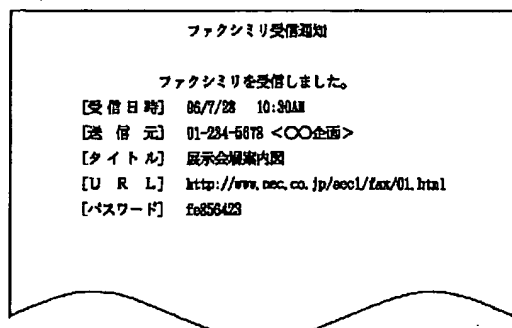 ファクシミリ受信通知
ファクシミリを受信しました。
[受信日時] 96/7/23 10:30AM
[送 信 元] 01-234-5678 <○○企画>
[タイトル] 展示会場案内図
[U R L] http://www.nec.co.jp/secl/fax/01.html
[パスワード] fe856423